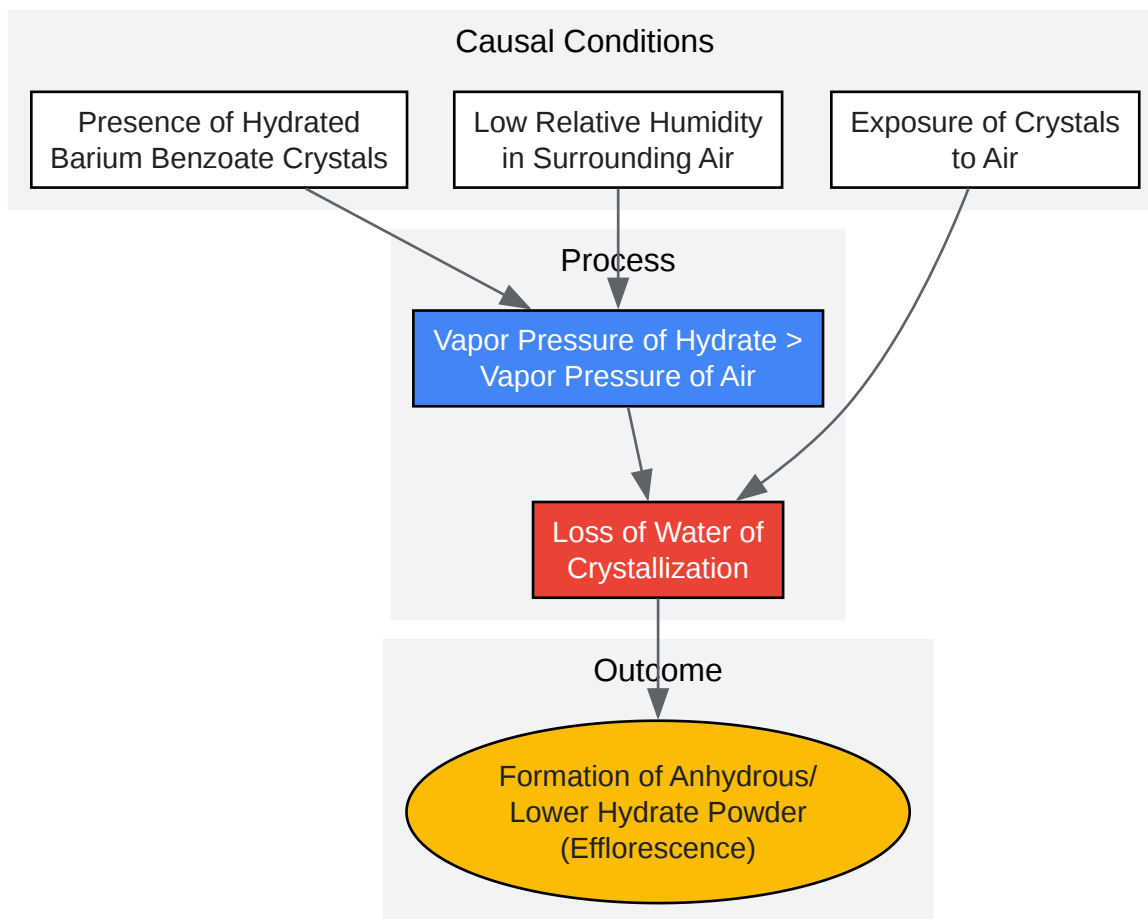 Causal Conditions
Presence of Hydrated
Barium Benzoate Crystals
Low Relative Humidity
in Surrounding Air
Exposure of Crystals
to Air
Process
Vapor Pressure of Hydrate >
Vapor Pressure of Air
Loss of Water of
Crystallization
Outcome
Formation of Anhydrous/
Lower Hydrate Powder
(Efflorescence)